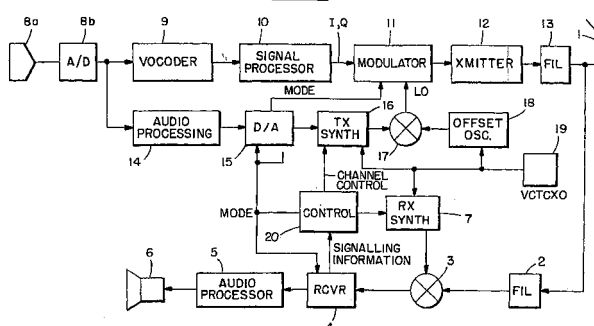 8a
8b
9
10
I,Q
11
12
13
1
A/D
VOCODER
SIGNAL
PROCESSOR
MODULATOR
XMITTER
FIL
MODE
LO
16
18
AUDIO
PROCESSING
D/A
TX
SYNTH
OFFSET
OSC.
19
14
15
17
VCTCXO
CHANNEL
CONTROL
MODE
CONTROL
RX
SYNTH
7
20
SIGNALLING
INFORMATION
6
5
3
2
AUDIO
PROCESSOR
RCVR
FIL
4